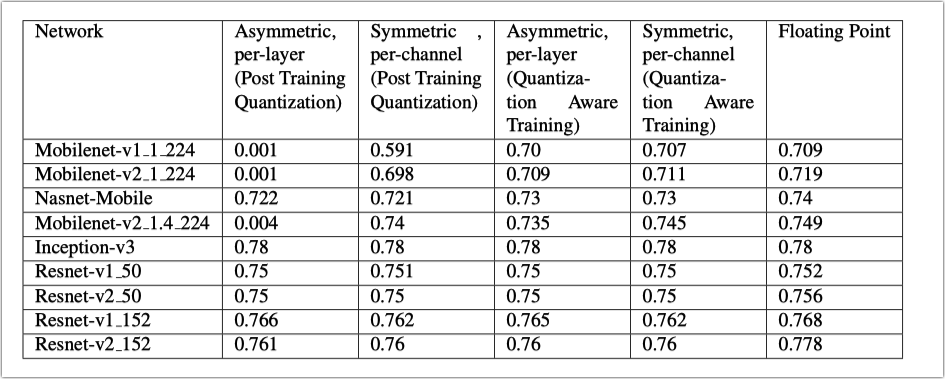 Network Asymmetric, per-layer (Post Training Quantization) Symmetric , per-channel (Post Training Quantization) Asymmetric, per-layer (Quantiza-tion Aware Training) Symmetric, per-channel (Quantiza-tion Aware Training) Floating Point
Mobilenet-v1_1_224 0.001 0.591 0.70 0.707 0.709
Mobilenet-v2_1_224 0.001 0.698 0.709 0.711 0.719
Nasnet-Mobile 0.722 0.721 0.73 0.73 0.74
Mobilenet-v2_1.4_224 0.004 0.74 0.735 0.745 0.749
Inception-v3 0.78 0.78 0.78 0.78 0.78
Resnet-v1_50 0.75 0.751 0.75 0.75 0.752
Resnet-v2_50 0.75 0.75 0.75 0.75 0.756
Resnet-v1_152 0.766 0.762 0.765 0.762 0.768
Resnet-v2_152 0.761 0.76 0.76 0.76 0.778